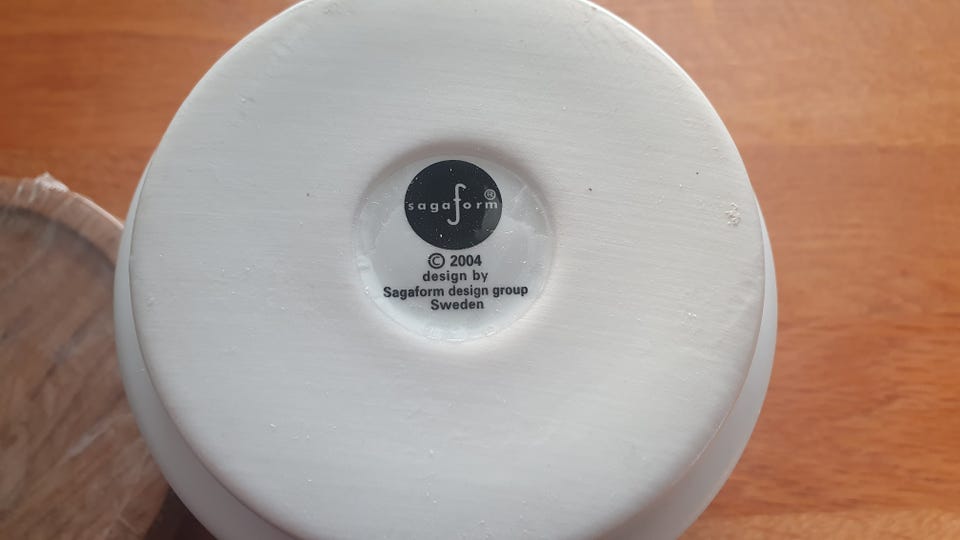 sagaform®
© 2004
design by
Sagaform design group
Sweden